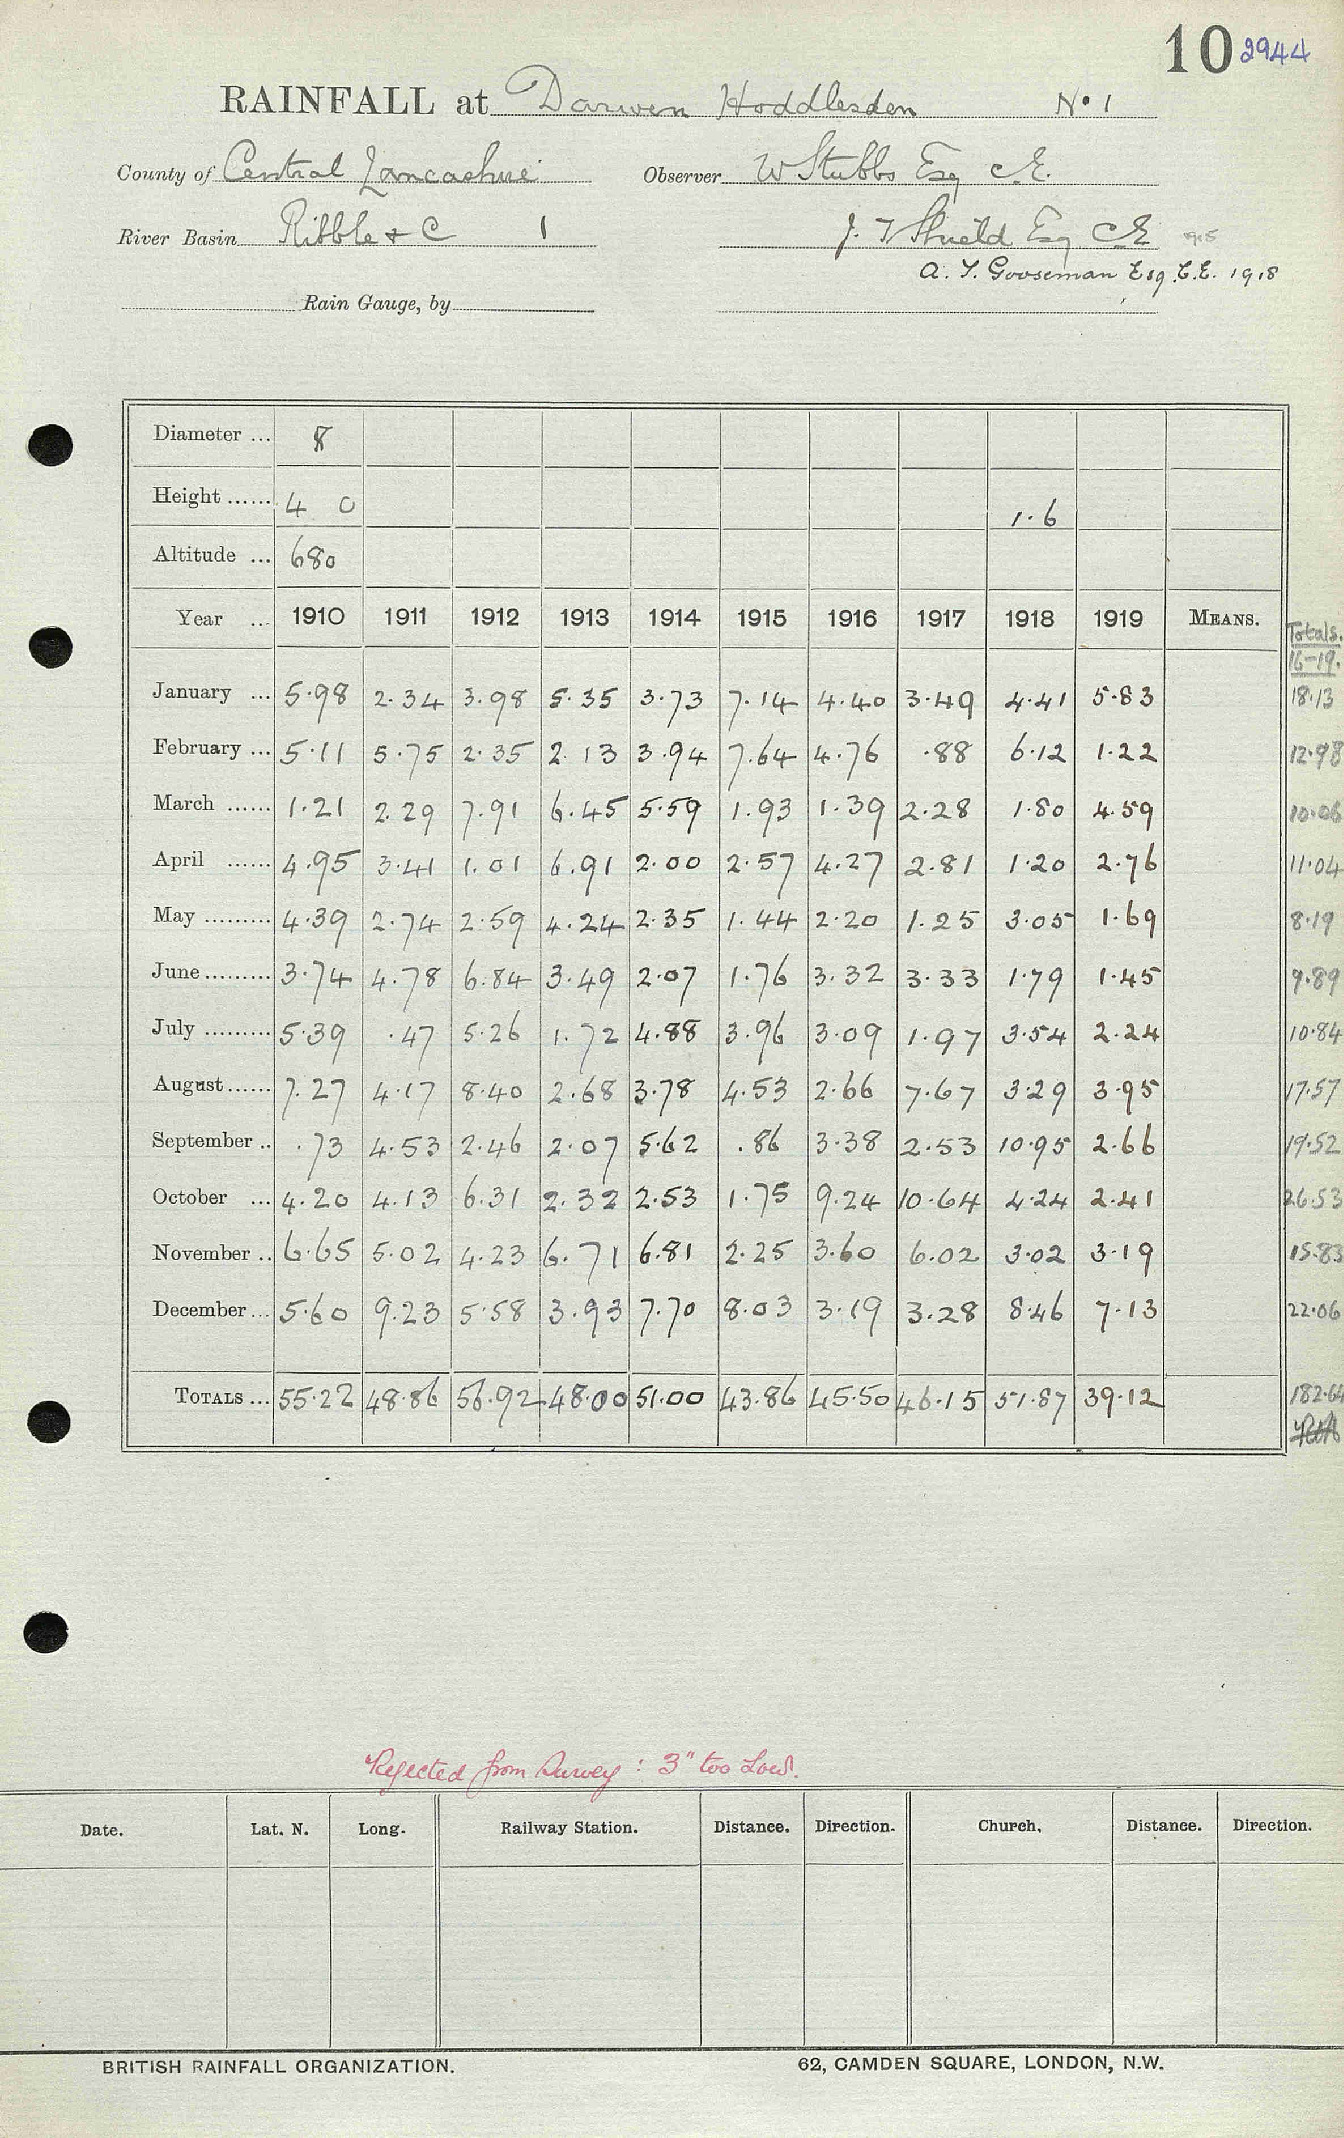 10 2944
RAINFALL at Darwen Hoddlesden No 1
County of Central Lancashire Observer W Stubbs Esq C.E.
River Basin Ribble & C 1 J. T Shield Esq C.E. 1915
A. T. Gooseman Esq. C.E. 1918
Rain Gauge, by
Diameter ... 8
Height ...... 4 0 1.6
Altitude ... 680
Year ... 1910 1911 1912 1913 1914 1915 1916 1917 1918 1919 MEANS. Totals. 16-19.
January ... 5.98 2.34 3.98 5.35 3.73 7.14 4.40 3.49 4.41 5.83 18.13
February ... 5.11 5.75 2.35 2.13 3.94 7.64 4.76 .88 6.12 1.22 12.98
March ...... 1.21 2.29 7.91 6.45 5.59 1.93 1.39 2.28 1.80 4.59 10.06
April ...... 4.95 3.41 1.01 6.91 2.00 2.57 4.27 2.81 1.20 2.76 11.04
May ......... 4.39 2.74 2.59 4.24 2.35 1.44 2.20 1.25 3.05 1.69 8.19
June ......... 3.74 4.78 6.84 3.49 2.07 1.76 3.32 3.33 1.79 1.45 9.89
July ......... 5.39 .47 5.26 1.72 4.88 3.96 3.09 1.97 3.54 2.24 10.84
August ...... 7.27 4.17 8.40 2.68 3.78 4.53 2.66 7.67 3.29 3.95 17.57
September .. .73 4.53 2.46 2.07 5.62 .86 3.38 2.53 10.95 2.66 19.52
October ... 4.20 4.13 6.31 2.32 2.53 1.75 9.24 10.64 4.24 2.41 26.53
November .. 6.65 5.02 4.23 6.71 6.81 2.25 3.60 6.02 3.02 3.19 15.83
December ... 5.60 9.23 5.58 3.93 7.70 8.03 3.19 3.28 8.46 7.13 22.06
TOTALS ... 55.22 48.86 56.92 48.00 51.00 43.86 45.50 46.15 51.87 39.12 182.64
Rejected from Survey : 3" too Low.
Date. Lat. N. Long. Railway Station. Distance. Direction. Church. Distance. Direction.
BRITISH RAINFALL ORGANIZATION. 62, CAMDEN SQUARE, LONDON, N.W.